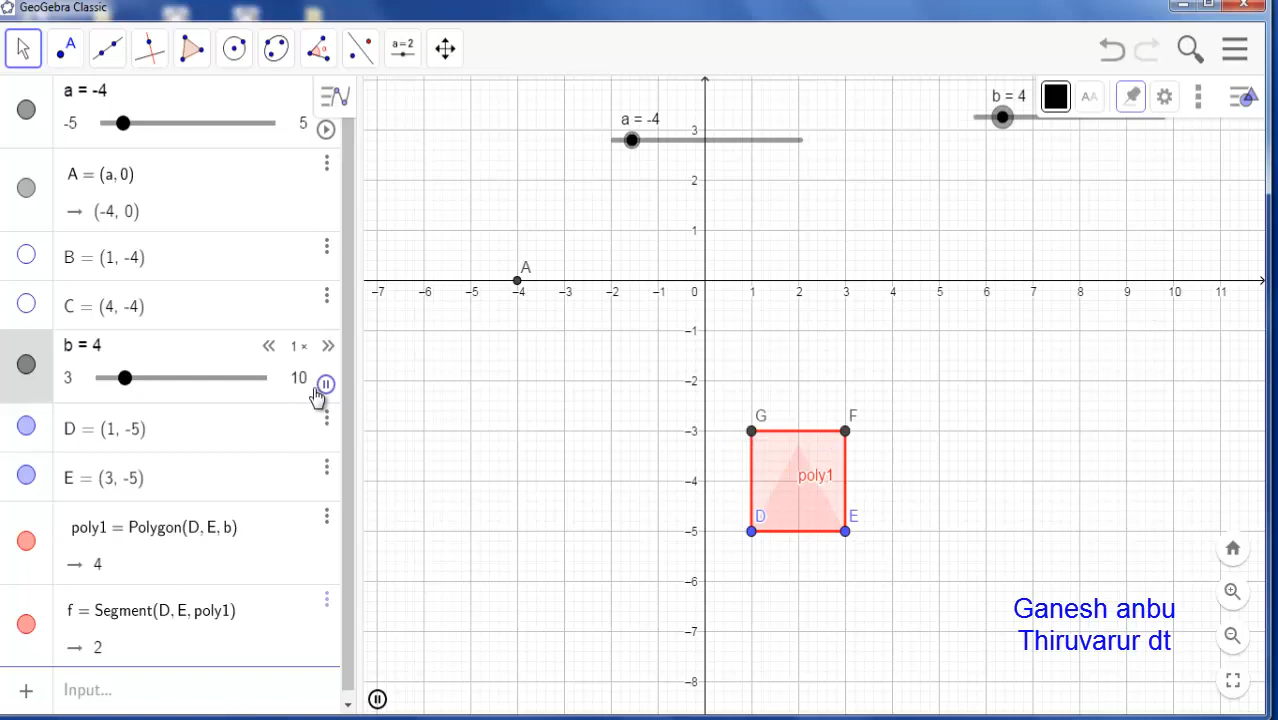 GeoGebra Classic
A
a=2
a = -4
-5
5
A = (a, 0)
→ (-4, 0)
B = (1, -4)
C = (4, -4)
b = 4
1 ×
3
10
D = (1, -5)
E = (3, -5)
poly1 = Polygon(D, E, b)
→ 4
f = Segment(D, E, poly1)
→ 2
+ Input...
a = -4
b = 4
AA
3
2
1
A
-7 -6 -5 -4 -3 -2 -1 0 1 2 3 4 5 6 7 8 9 10 11
-1
-2
G F
-3
-4
poly1
D E
-5
-6
-7
-8
Ganesh anbu
Thiruvarur dt